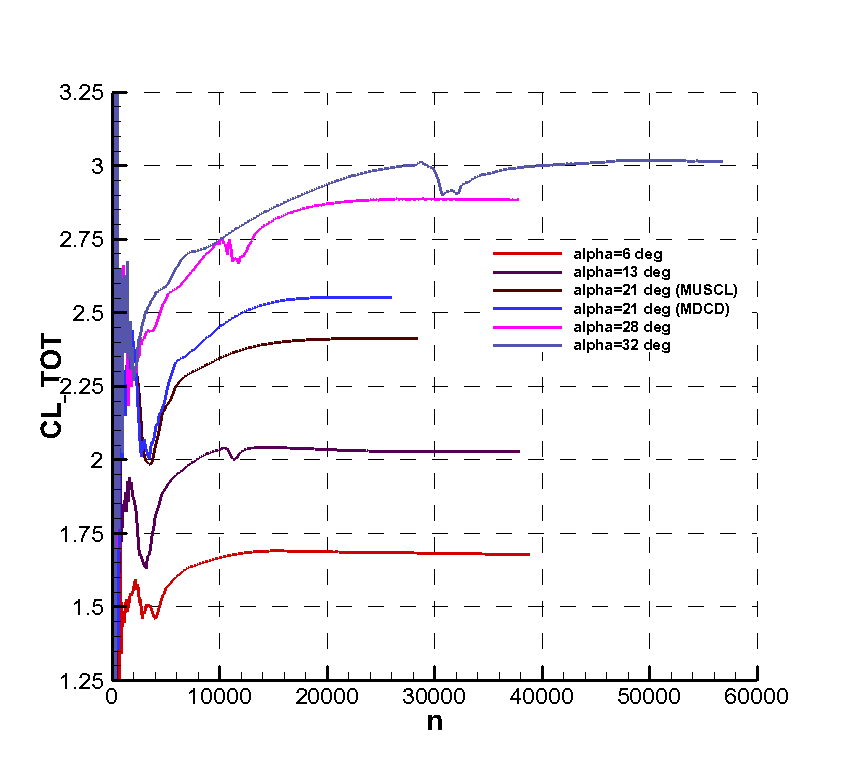 3.25
3
2.75
2.5
2.25
2
1.75
1.5
1.25
CL_TOT
alpha=6 deg
alpha=13 deg
alpha=21 deg (MUSCL)
alpha=21 deg (MDCD)
alpha=28 deg
alpha=32 deg
0 10000 20000 30000 40000 50000 60000
n